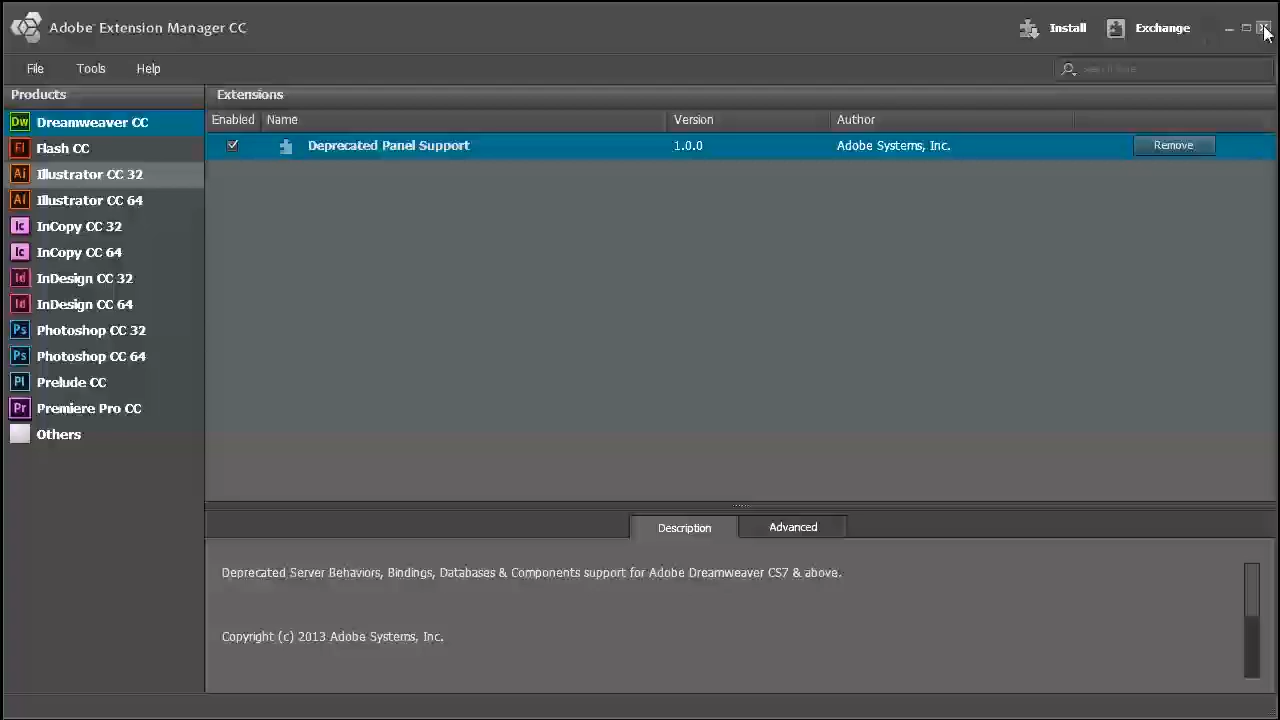 Adobe™ Extension Manager CC
Install Exchange
File Tools Help
Products
Extensions
Enabled Name Version Author
Dw Dreamweaver CC
Deprecated Panel Support 1.0.0 Adobe Systems, Inc. Remove
Fl Flash CC
Ai Illustrator CC 32
Ai Illustrator CC 64
Ic InCopy CC 32
Ic InCopy CC 64
Id InDesign CC 32
Id InDesign CC 64
Ps Photoshop CC 32
Ps Photoshop CC 64
Pl Prelude CC
Pr Premiere Pro CC
Others
Description Advanced
Deprecated Server Behaviors, Bindings, Databases & Components support for Adobe Dreamweaver CS7 & above.
Copyright (c) 2013 Adobe Systems, Inc.